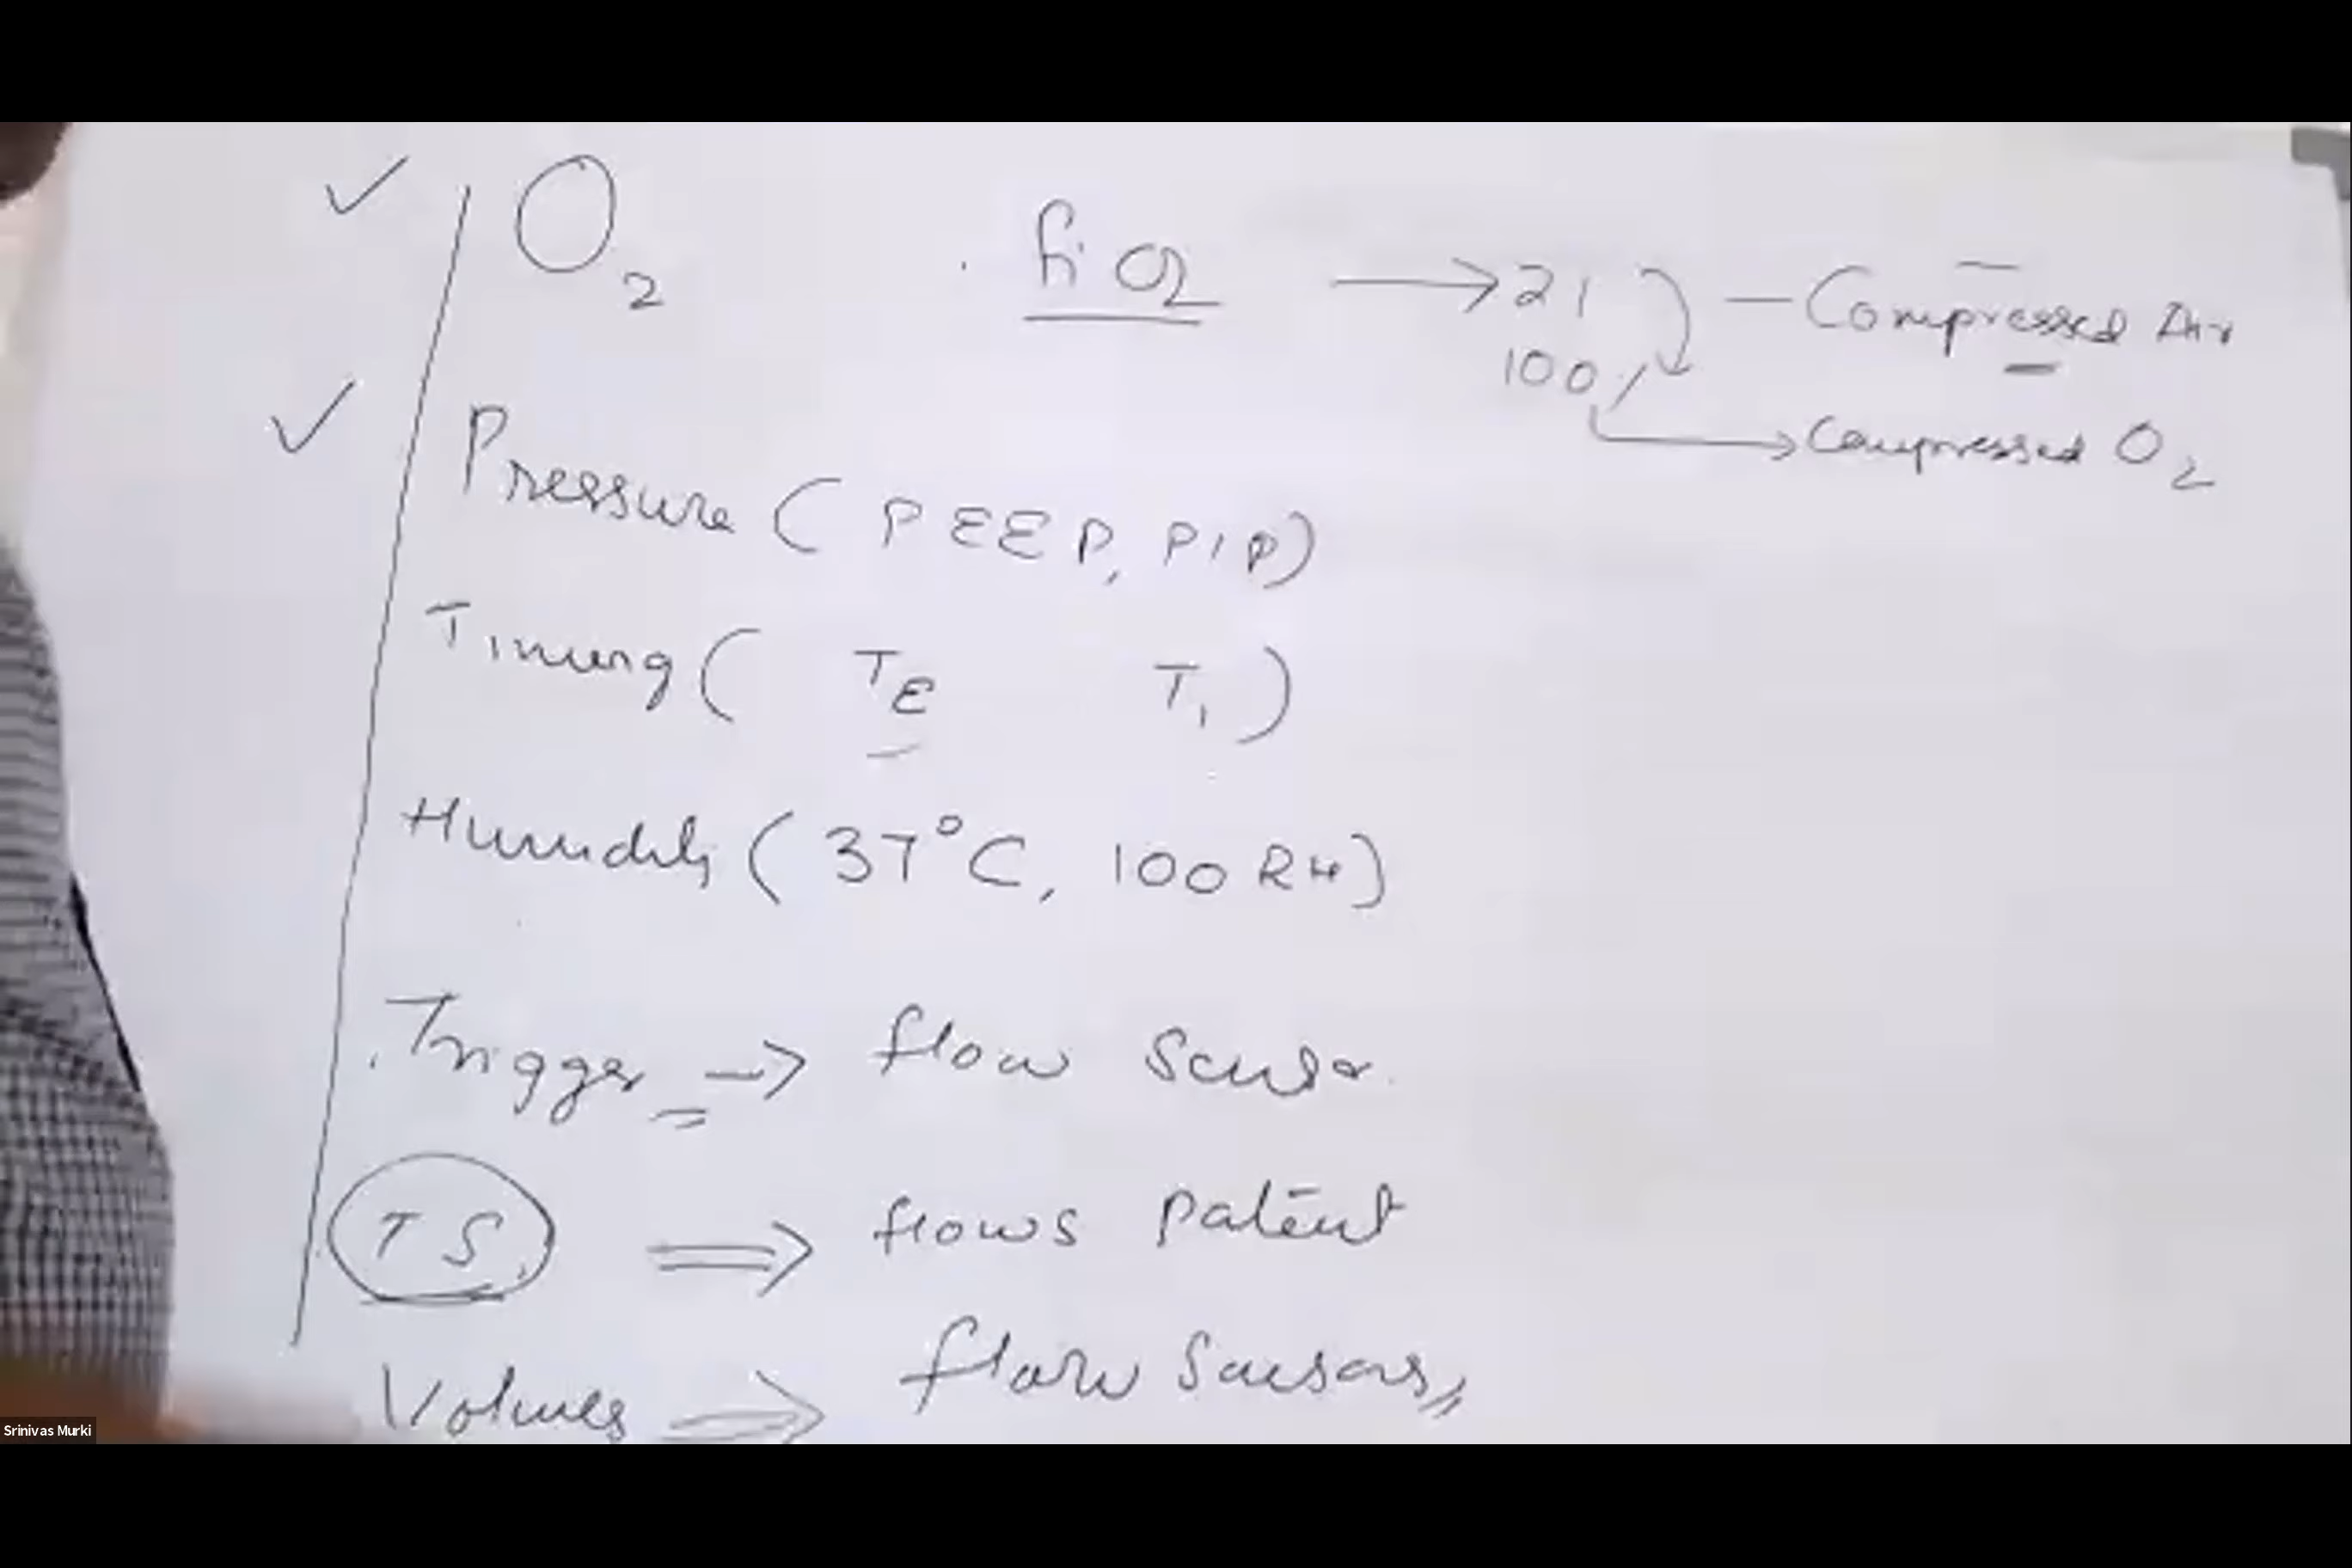 ✓ O2 FiO2 → 21 — Compressed Air
100% → Compressed O2
✓ Pressure ( PEEP, PIP)
Timing ( TE TI )
Humidity ( 37°C, 100 RH)
Trigger → flow sensor.
TS ⇒ flows patient
Volumes ⇒ flow sensors
Srinivas Murki